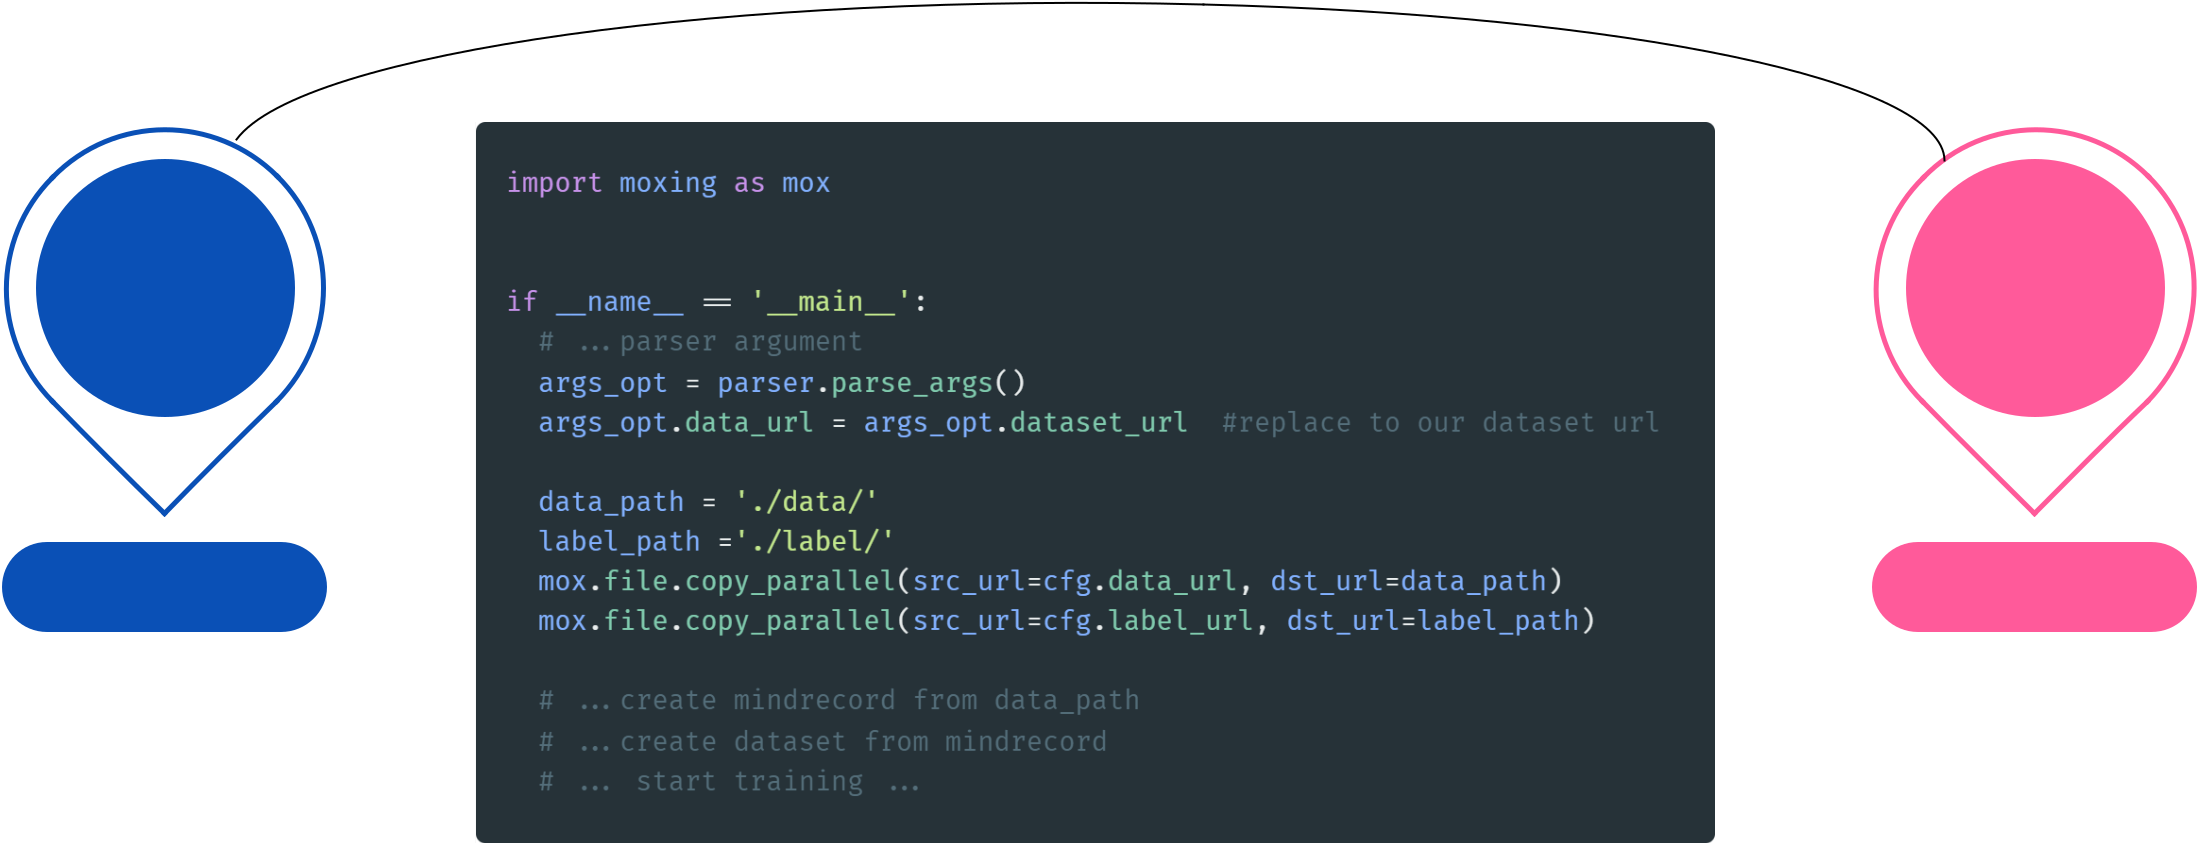 import moxing as mox
if __name__ == '__main__':
# ...parser argument
args_opt = parser.parse_args()
args_opt.data_url = args_opt.dataset_url  #replace to our dataset url
data_path = './data/'
label_path ='./label/'
mox.file.copy_parallel(src_url=cfg.data_url, dst_url=data_path)
mox.file.copy_parallel(src_url=cfg.label_url, dst_url=label_path)
# ...create mindrecord from data_path
# ...create dataset from mindrecord
# ... start training ...